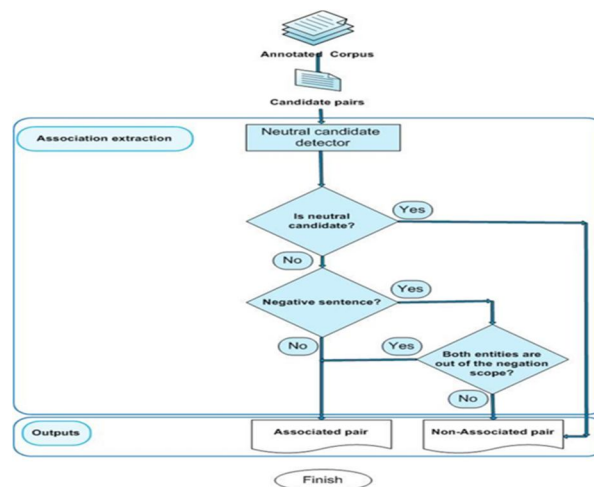 Annotated Corpus
Candidate pairs
Association extraction
Neutral candidate
detector
Is neutral
candidate?
Yes
No
Negative sentence?
Yes
No
Yes
Both entities are
out of the negation
scope?
No
Outputs
Associated pair
Non-Associated pair
Finish